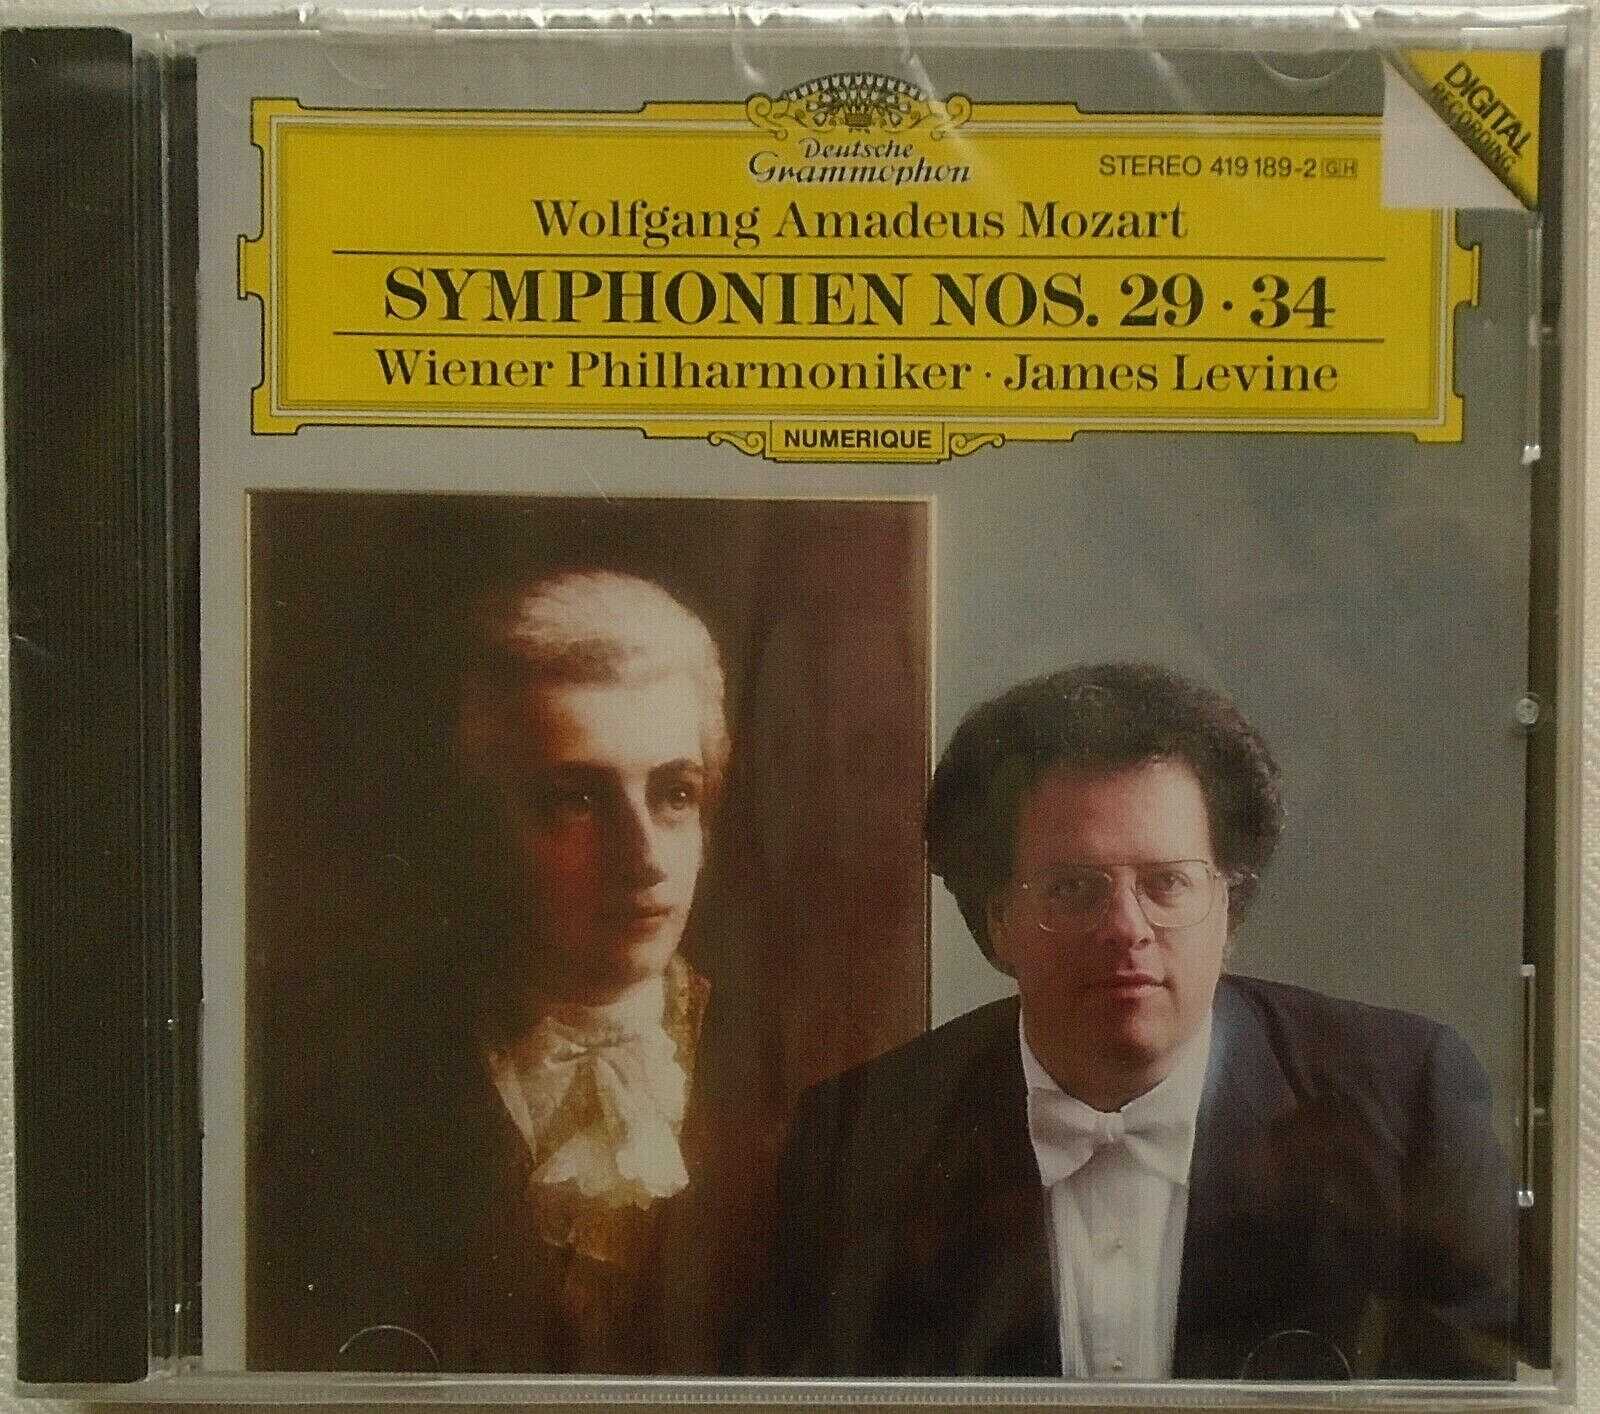 DIGITAL
RECORDING
Deutsche
Grammophon
STEREO 419 189-2 GH
Wolfgang Amadeus Mozart
SYMPHONIEN NOS. 29 · 34
Wiener Philharmoniker · James Levine
NUMERIQUE